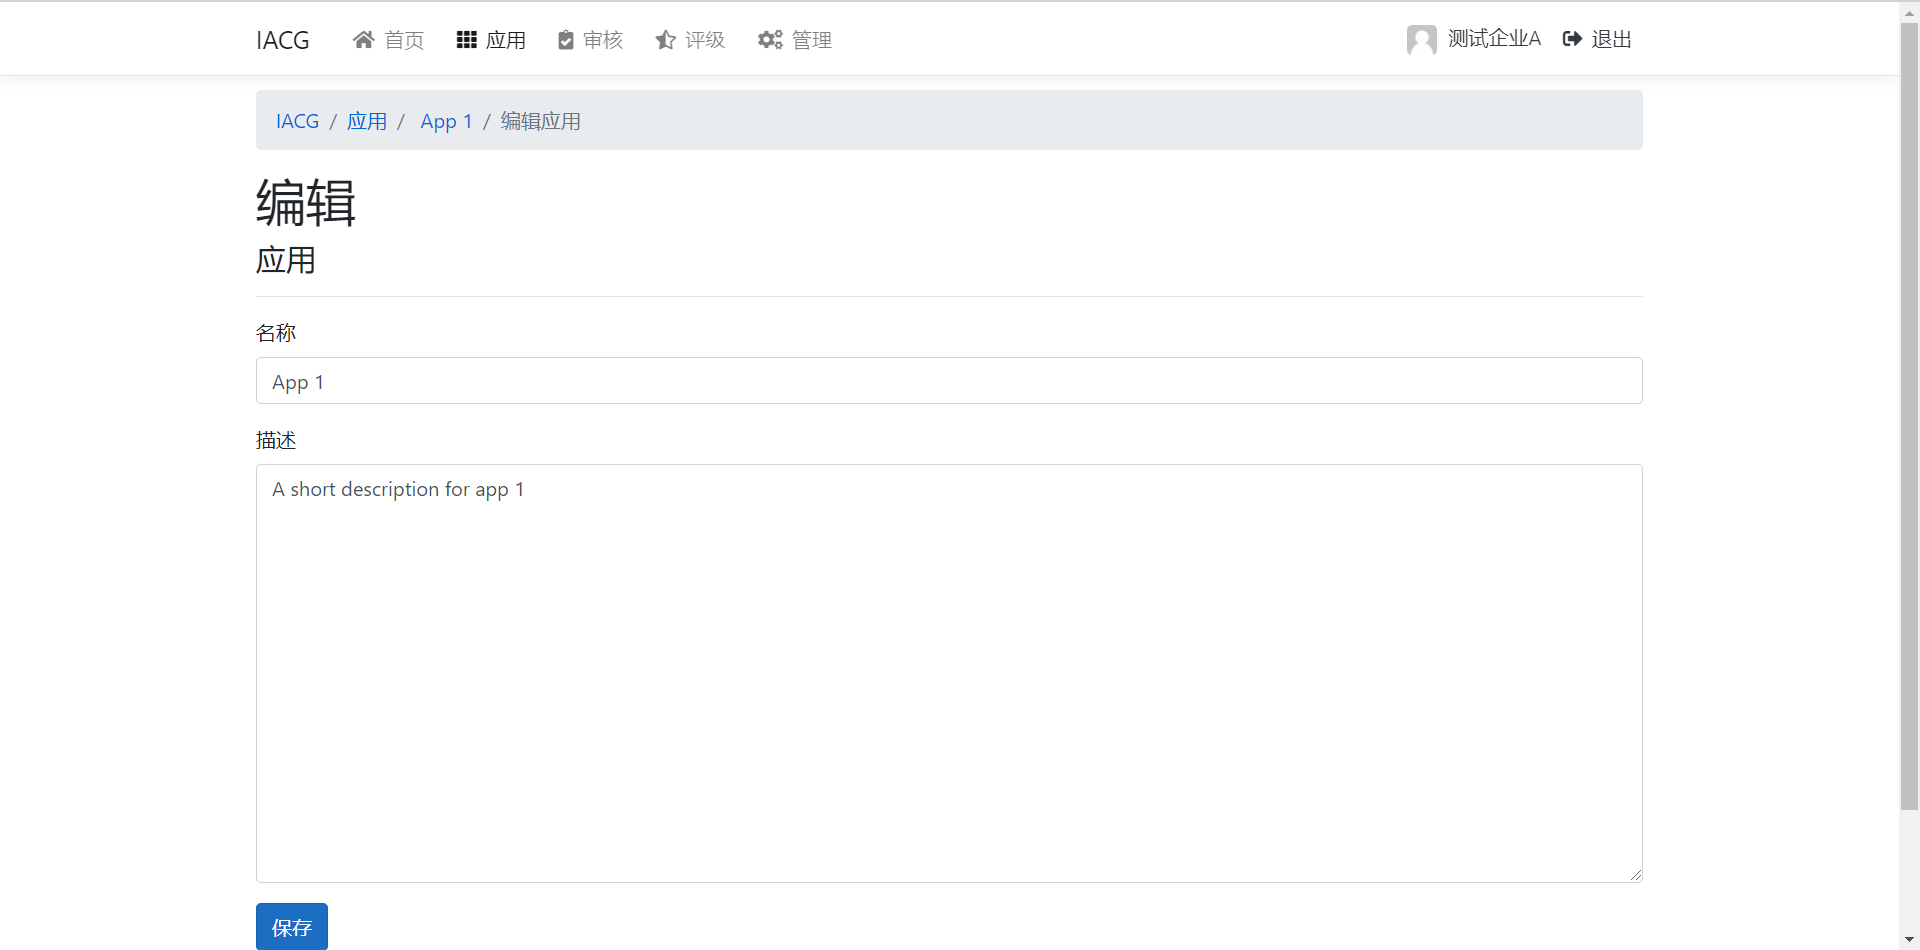 IACG 首页 应用 审核 评级 管理 测试企业A 退出
IACG / 应用 / App 1 / 编辑应用
编辑
应用
名称
App 1
描述
A short description for app 1
保存